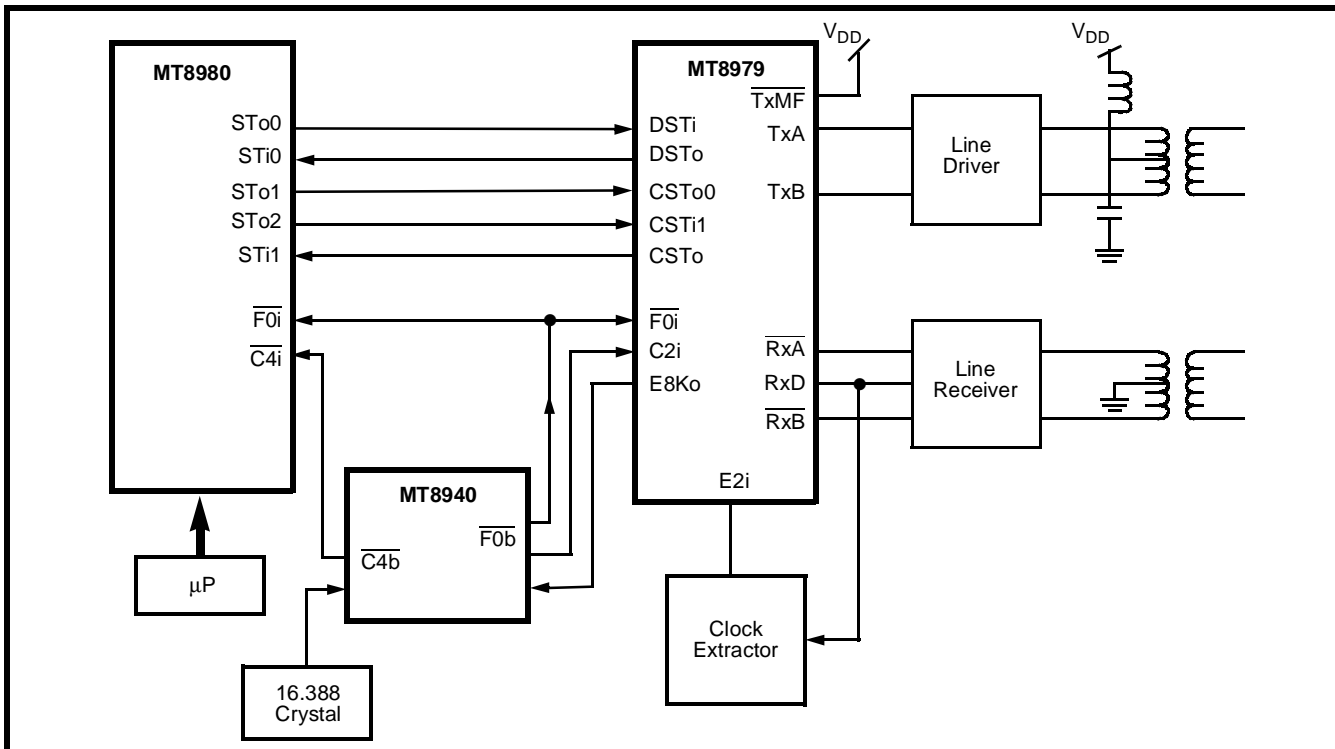 MT8980
STo0
STi0
STo1
STo2
STi1
F0i
C4i
μP
16.388
Crystal
MT8940
C4b
F0b
MT8979
DSTi
DSTo
CSTo0
CSTi1
CSTo
F0i
C2i
E8Ko
TxMF
TxA
TxB
RxA
RxD
RxB
E2i
Clock
Extractor
VDD
Line
Driver
VDD
Line
Receiver